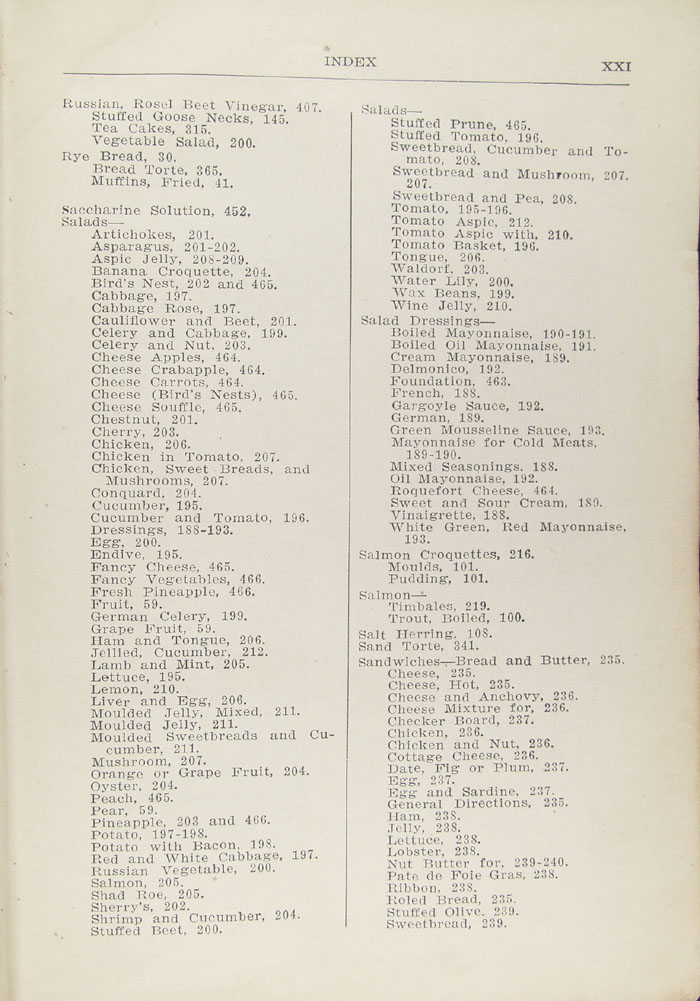 INDEX
XXI
Russian, Rosel Beet Vinegar, 407.
Stuffed Goose Necks, 145.
Tea Cakes, 315.
Vegetable Salad, 200.
Rye Bread, 30.
Bread Torte, 365.
Muffins, Fried, 41.
Saccharine Solution, 452.
Salads—
Artichokes, 201.
Asparagus, 201-202.
Aspic Jelly, 208-209.
Banana Croquette, 204.
Bird's Nest, 202 and 465.
Cabbage, 197.
Cabbage Rose, 197.
Cauliflower and Beet, 201.
Celery and Cabbage, 199.
Celery and Nut, 203.
Cheese Apples, 464.
Cheese Crabapple, 464.
Cheese Carrots, 464.
Cheese (Bird's Nests), 465.
Cheese Souffle, 465.
Chestnut, 201.
Cherry, 203.
Chicken, 206.
Chicken in Tomato, 207.
Chicken, Sweet Breads, and
Mushrooms, 207.
Conquard, 204.
Cucumber, 195.
Cucumber and Tomato, 196.
Dressings, 188-193.
Egg, 200.
Endive, 195.
Fancy Cheese, 465.
Fancy Vegetables, 466.
Fresh Pineapple, 466.
Fruit, 59.
German Celery, 199.
Grape Fruit, 59.
Ham and Tongue, 206.
Jellied, Cucumber, 212.
Lamb and Mint, 205.
Lettuce, 195.
Lemon, 210.
Liver and Egg, 206.
Moulded Jelly, Mixed, 211.
Moulded Jelly, 211.
Moulded Sweetbreads and Cu-
cumber, 211.
Mushroom, 207.
Orange or Grape Fruit, 204.
Oyster, 204.
Peach, 465.
Pear, 59.
Pineapple, 203 and 466.
Potato, 197-198.
Potato with Bacon, 198.
Red and White Cabbage, 197.
Russian Vegetable, 200.
Salmon, 205.
Shad Roe, 205.
Sherry's, 202.
Shrimp and Cucumber, 204.
Stuffed Beet, 200.
Salads—
Stuffed Prune, 465.
Stuffed Tomato, 196.
Sweetbread, Cucumber and To-
mato, 208.
Sweetbread and Mushroom, 207.
207.
Sweetbread and Pea, 208.
Tomato, 195-196.
Tomato Aspic, 212.
Tomato Aspic with, 210.
Tomato Basket, 196.
Tongue, 206.
Waldorf, 203.
Water Lily, 200.
Wax Beans, 199.
Wine Jelly, 210.
Salad Dressings—
Boiled Mayonnaise, 190-191.
Boiled Oil Mayonnaise, 191.
Cream Mayonnaise, 189.
Delmonico, 192.
Foundation, 463.
French, 188.
Gargoyle Sauce, 192.
German, 189.
Green Mousseline Sauce, 193.
Mayonnaise for Cold Meats,
189-190.
Mixed Seasonings, 188.
Oil Mayonnaise, 192.
Roquefort Cheese, 464.
Sweet and Sour Cream, 189.
Vinaigrette, 188.
White Green, Red Mayonnaise,
193.
Salmon Croquettes, 216.
Moulds, 101.
Pudding, 101.
Salmon—
Timbales, 219.
Trout, Boiled, 100.
Salt Herring, 108.
Sand Torte, 341.
Sandwiches—Bread and Butter, 235.
Cheese, 235.
Cheese, Hot, 235.
Cheese and Anchovy, 236.
Cheese Mixture for, 236.
Checker Board, 237.
Chicken, 236.
Chicken and Nut, 236.
Cottage Cheese, 236.
Date, Fig or Plum, 237.
Egg, 237.
Egg and Sardine, 237.
General Directions, 235.
Ham, 238.
Jelly, 238.
Lettuce, 238.
Lobster, 238.
Nut Butter for, 239-240.
Pate de Foie Gras, 238.
Ribbon, 238.
Roled Bread, 235.
Stuffed Olive, 239.
Sweetbread, 239.